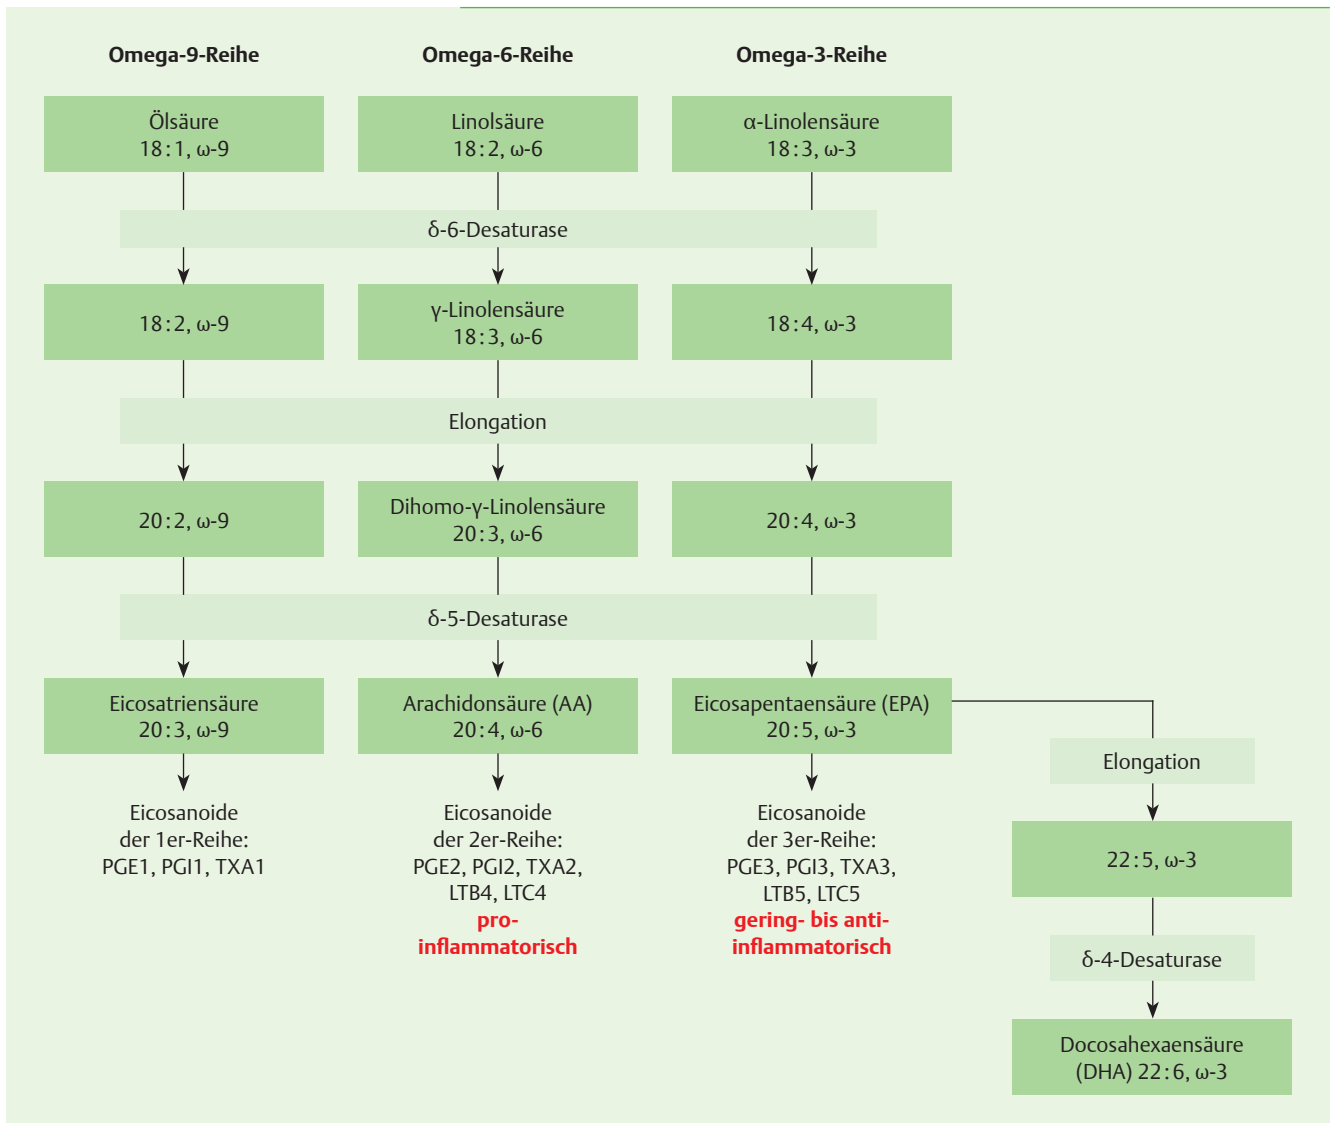 Omega-9-Reihe
Omega-6-Reihe
Omega-3-Reihe
Ölsäure
18:1, ω-9
Linolsäure
18:2, ω-6
α-Linolensäure
18:3, ω-3
δ-6-Desaturase
18:2, ω-9
γ-Linolensäure
18:3, ω-6
18:4, ω-3
Elongation
20:2, ω-9
Dihomo-γ-Linolensäure
20:3, ω-6
20:4, ω-3
δ-5-Desaturase
Eicosatriensäure
20:3, ω-9
Arachidonsäure (AA)
20:4, ω-6
Eicosapentaensäure (EPA)
20:5, ω-3
Eicosanoide
der 1er-Reihe:
PGE1, PGI1, TXA1
Eicosanoide
der 2er-Reihe:
PGE2, PGI2, TXA2,
LTB4, LTC4
pro-
inflammatorisch
Eicosanoide
der 3er-Reihe:
PGE3, PGI3, TXA3,
LTB5, LTC5
gering- bis anti-
inflammatorisch
Elongation
22:5, ω-3
δ-4-Desaturase
Docosahexaensäure
(DHA) 22:6, ω-3